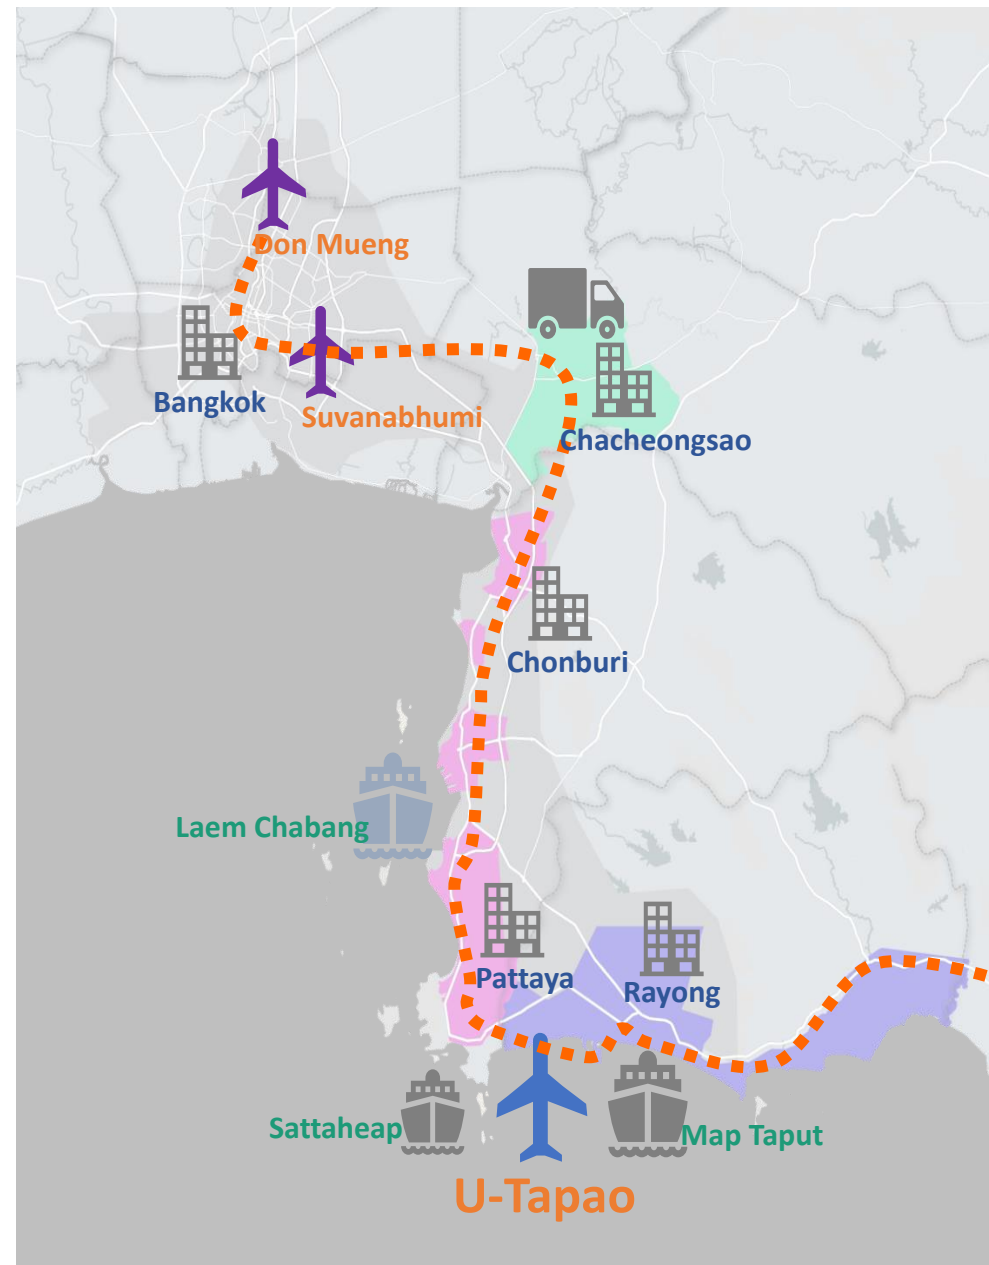 Don Mueng
Bangkok
Suvanabhumi
Chacheongsao
Chonburi
Laem Chabang
Pattaya
Rayong
Sattaheap
Map Taput
U-Tapao